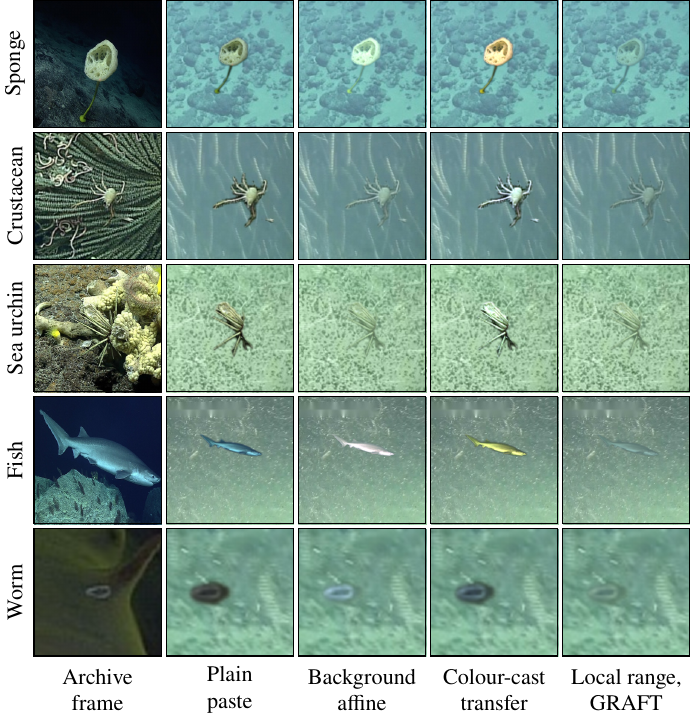 Sponge
Crustacean
Sea urchin
Fish
Worm
Archive
frame
Plain
paste
Background
affine
Colour-cast
transfer
Local range,
GRAFT